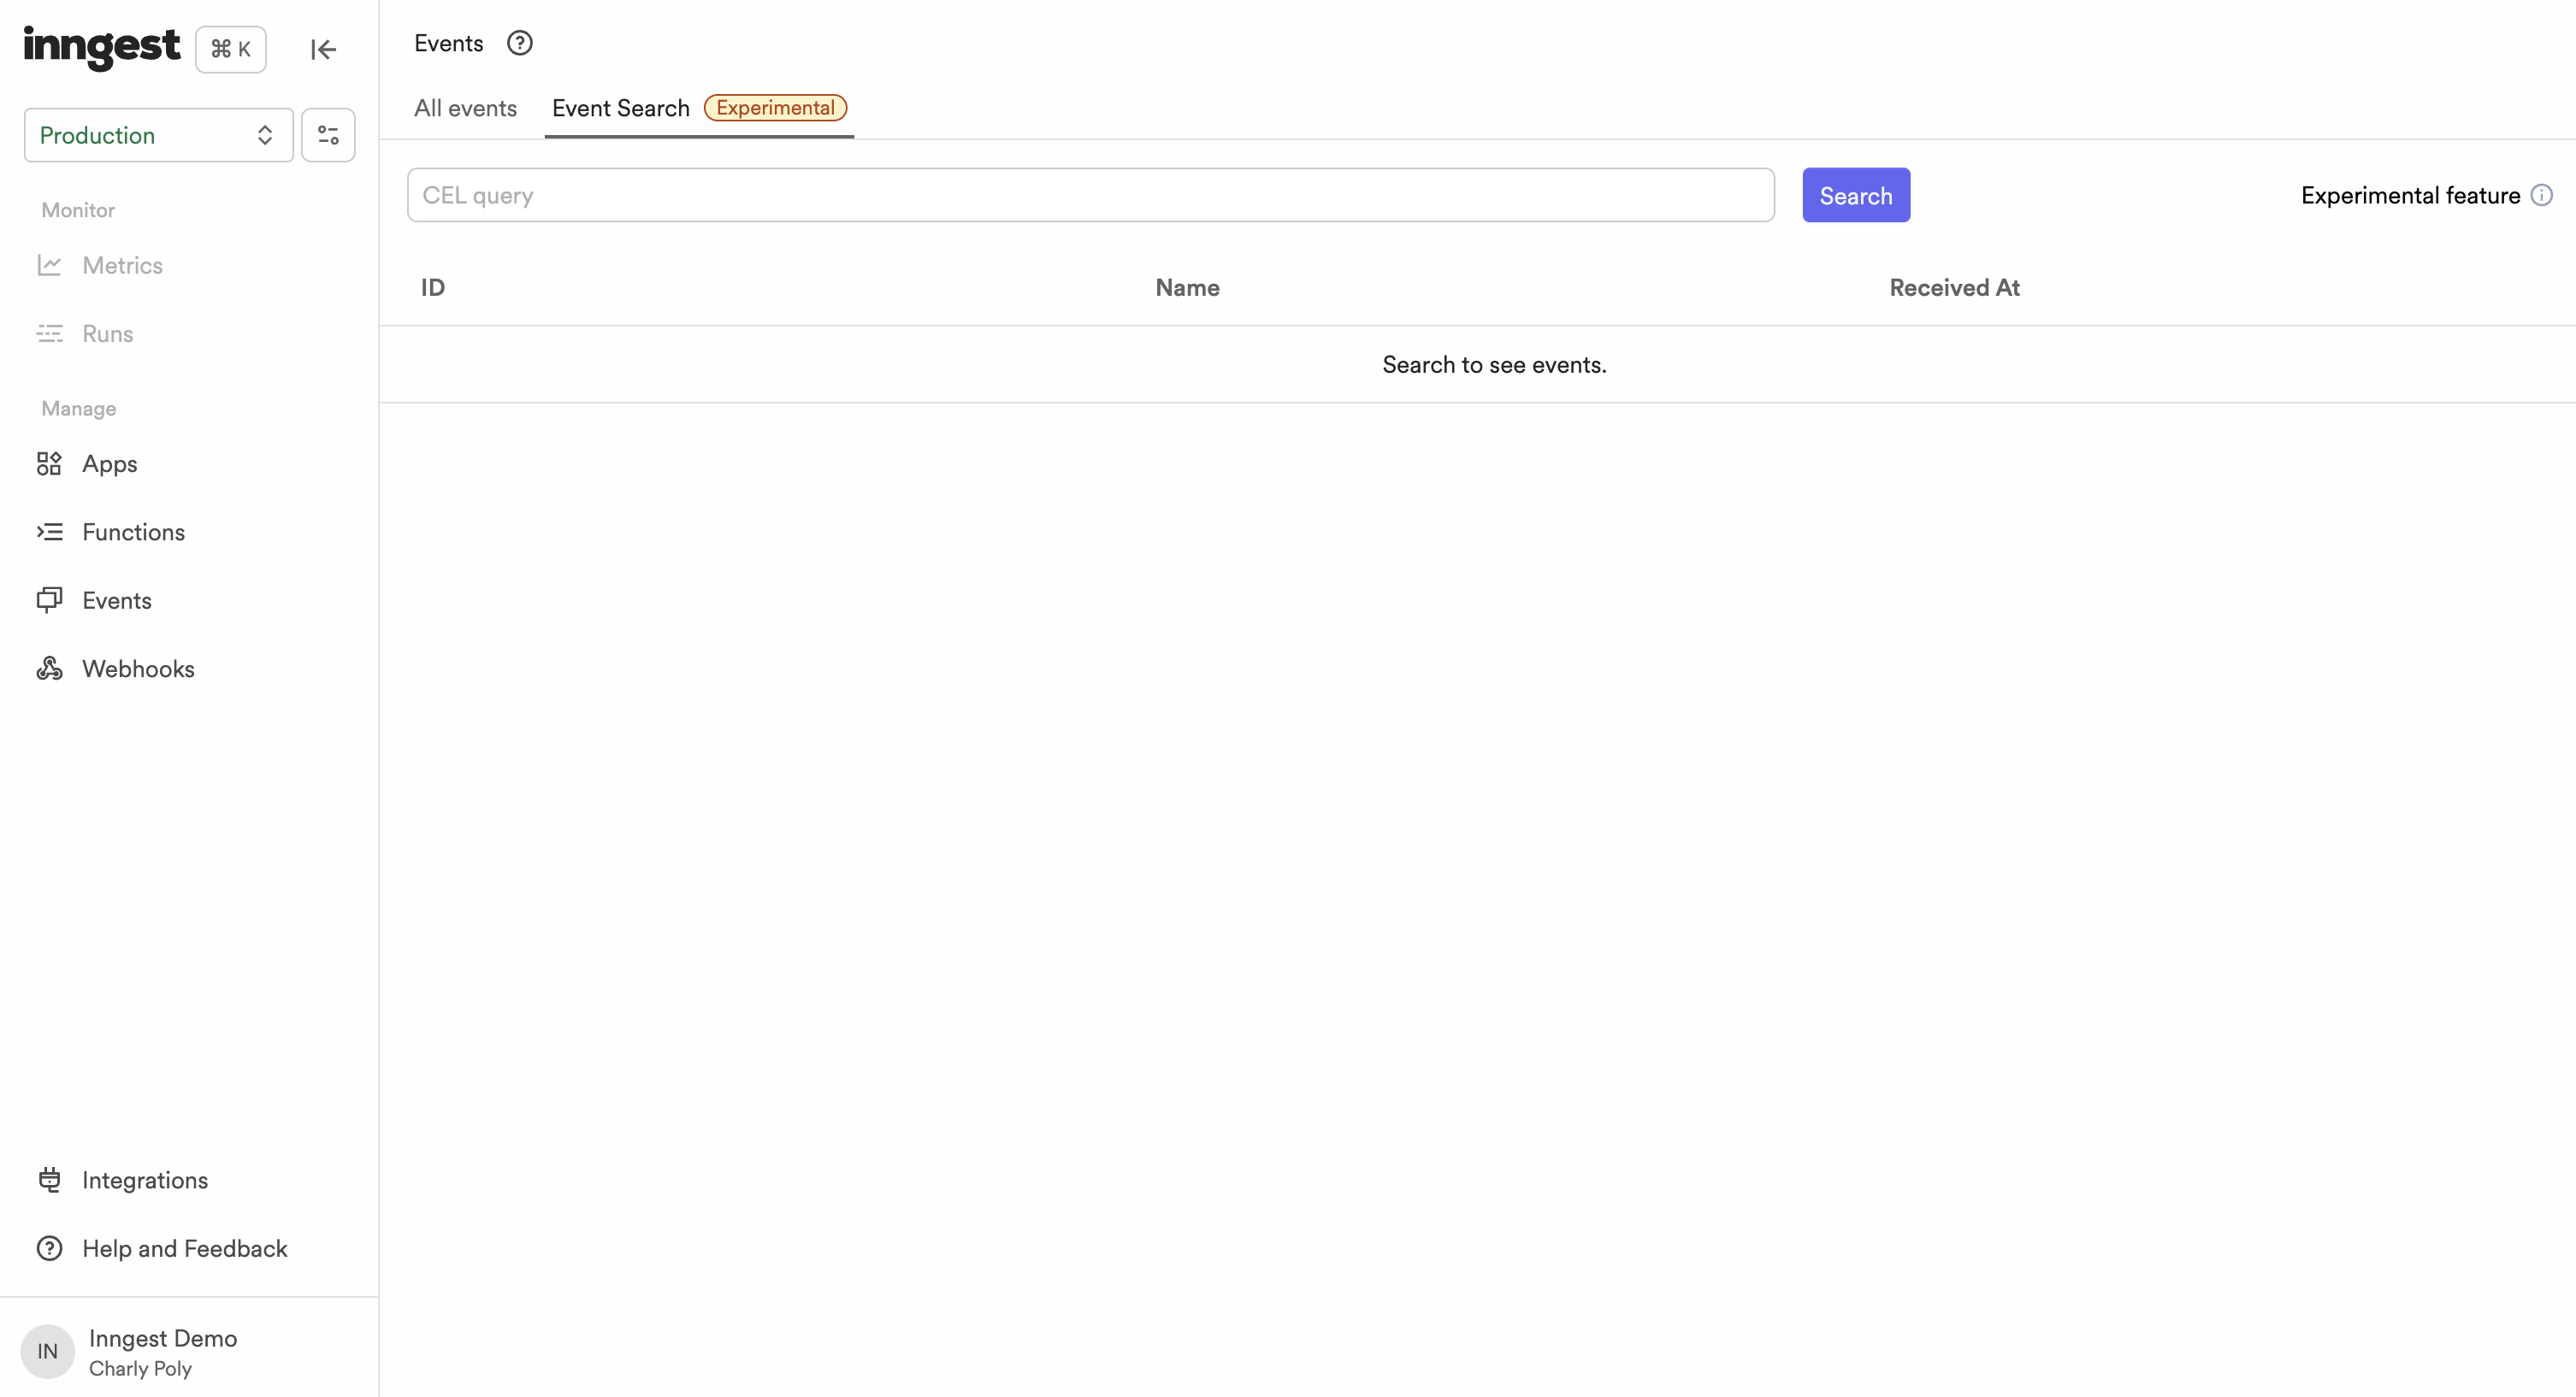 inngest
⌘ K
Production
Monitor
Metrics
Runs
Manage
Apps
Functions
Events
Webhooks
Integrations
Help and Feedback
IN
Inngest Demo
Charly Poly
Events
All events
Event Search Experimental
CEL query
Search
Experimental feature
ID Name Received At
Search to see events.